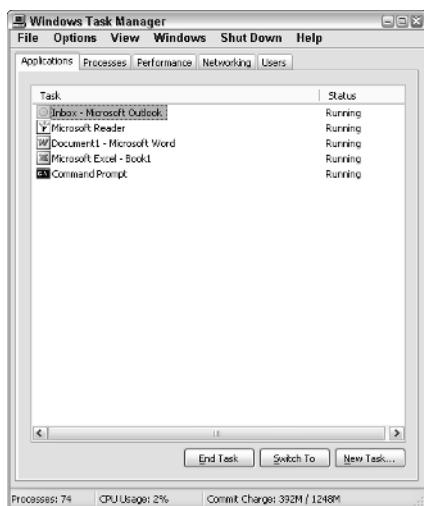 Windows Task Manager
File Options View Windows Shut Down Help
Applications Processes Performance Networking Users
Task Status
Inbox - Microsoft Outlook Running
Microsoft Reader Running
Document1 - Microsoft Word Running
Microsoft Excel - Book1 Running
Command Prompt Running
End Task Switch To New Task...
Processes: 74 CPU Usage: 2% Commit Charge: 392M / 1248M